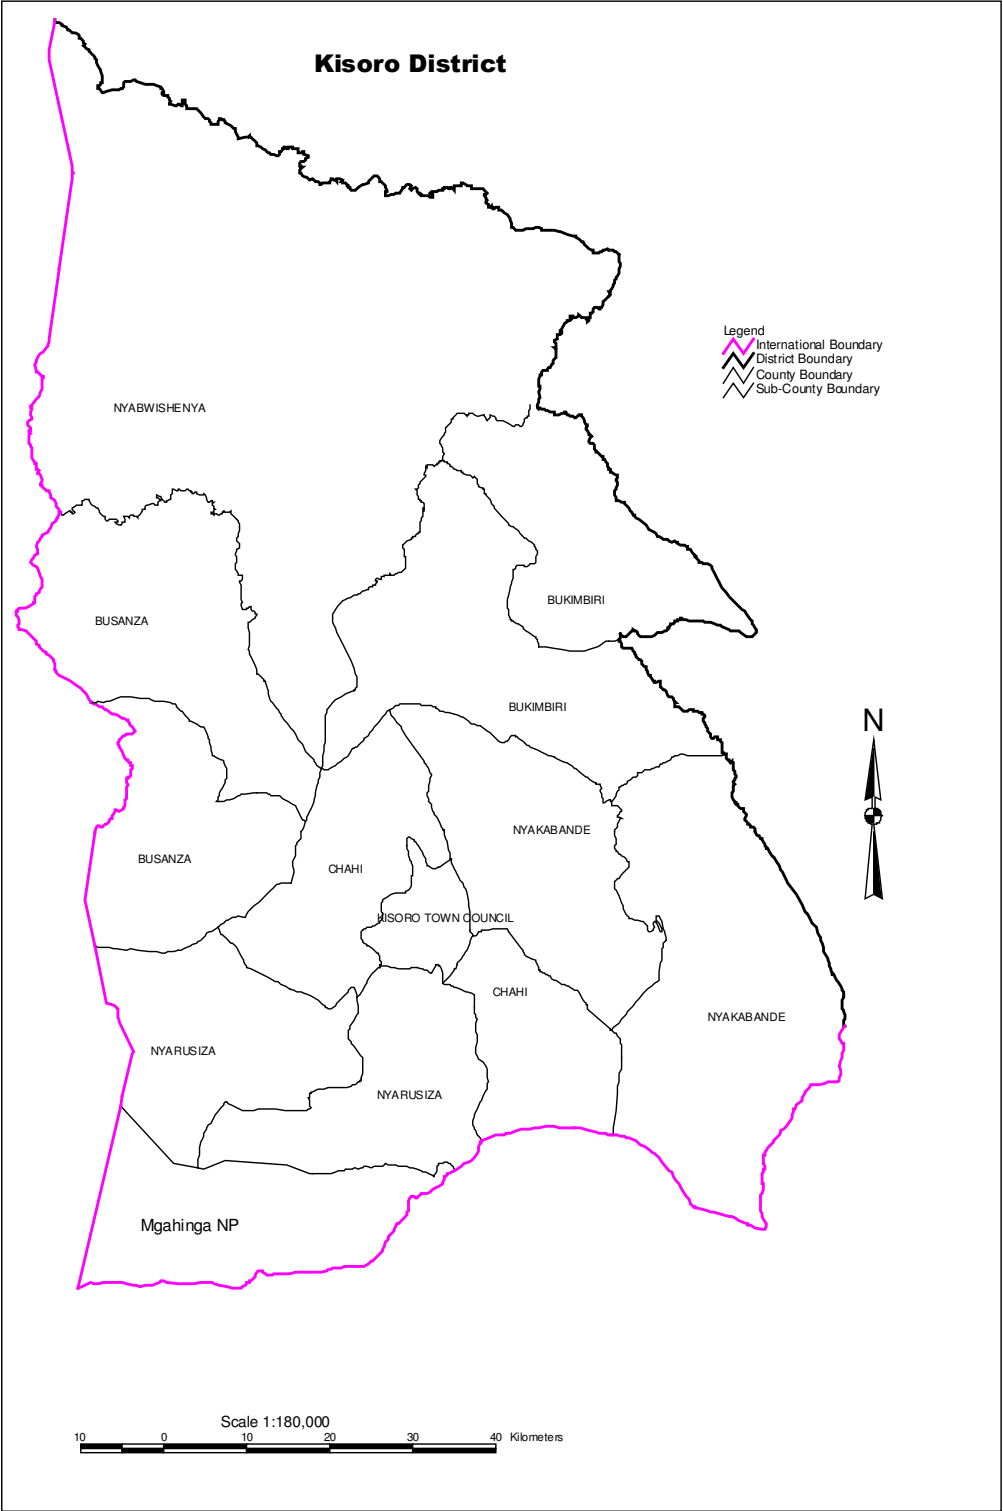 Kisoro District
Legend
International Boundary
District Boundary
County Boundary
Sub-County Boundary
NYABWISHENYA
BUKIMBIRI
BUSANZA
BUKIMBIRI
N
NYAKABANDE
BUSANZA
CHAHI
KISORO TOWN COUNCIL
CHAHI
NYAKABANDE
NYARUSIZA
NYARUSIZA
Mgahinga NP
Scale 1:180,000
10 0 10 20 30 40 Kilometers